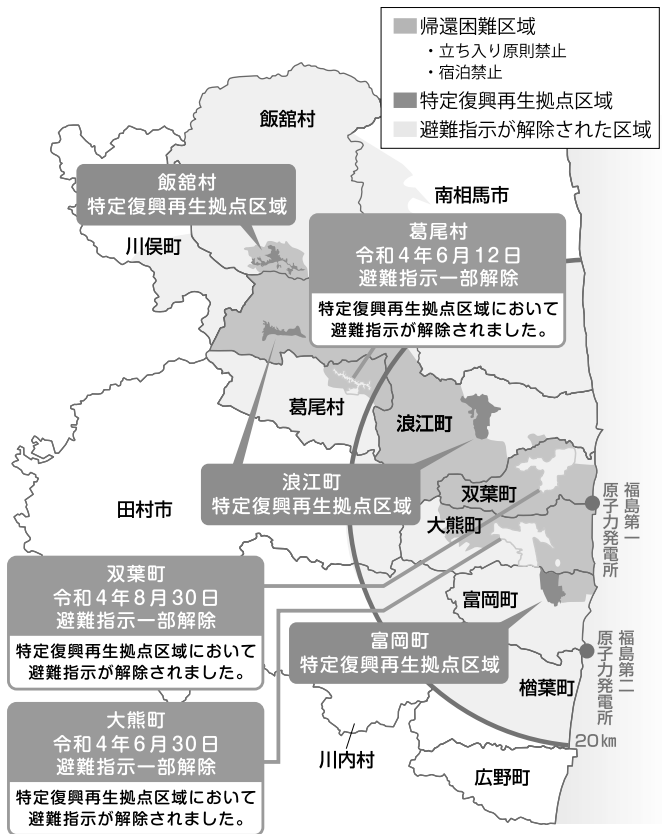 帰還困難区域
・立ち入り原則禁止
・宿泊禁止
特定復興再生拠点区域
避難指示が解除された区域
飯舘村
南相馬市
飯舘村
特定復興再生拠点区域
川俣町
葛尾村
令和4年6月12日
避難指示一部解除
特定復興再生拠点区域において
避難指示が解除されました。
葛尾村
浪江町
浪江町
特定復興再生拠点区域
田村市
双葉町
大熊町
福島第一
原子力発電所
双葉町
令和4年8月30日
避難指示一部解除
特定復興再生拠点区域において
避難指示が解除されました。
富岡町
富岡町
特定復興再生拠点区域
福島第二
原子力発電所
楢葉町
大熊町
令和4年6月30日
避難指示一部解除
特定復興再生拠点区域において
避難指示が解除されました。
20㎞
川内村
広野町